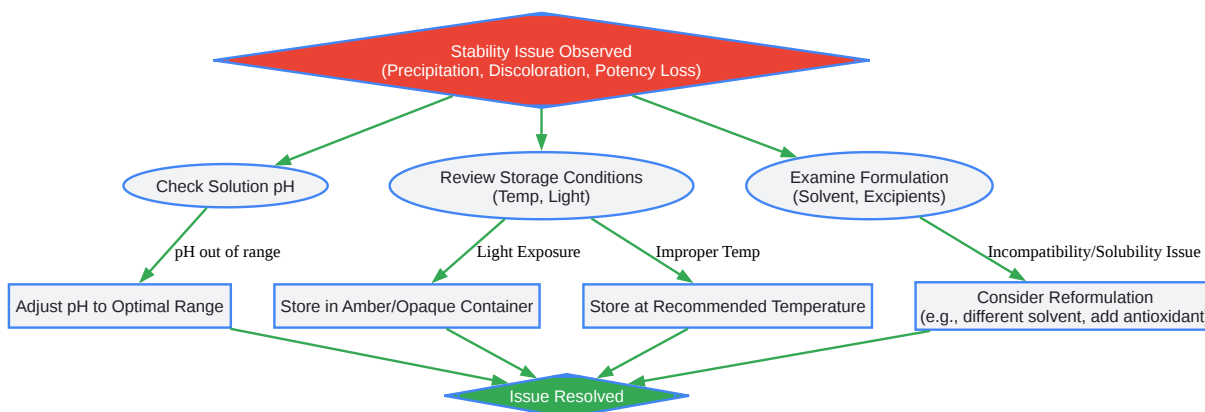 Stability Issue Observed
(Precipitation, Discoloration, Potency Loss)
Check Solution pH
Review Storage Conditions
(Temp, Light)
Examine Formulation
(Solvent, Excipients)
pH out of range
Light Exposure
Improper Temp
Incompatibility/Solubility Issue
Adjust pH to Optimal Range
Store in Amber/Opaque Container
Store at Recommended Temperature
Consider Reformulation
(e.g., different solvent, add antioxidant)
Issue Resolved